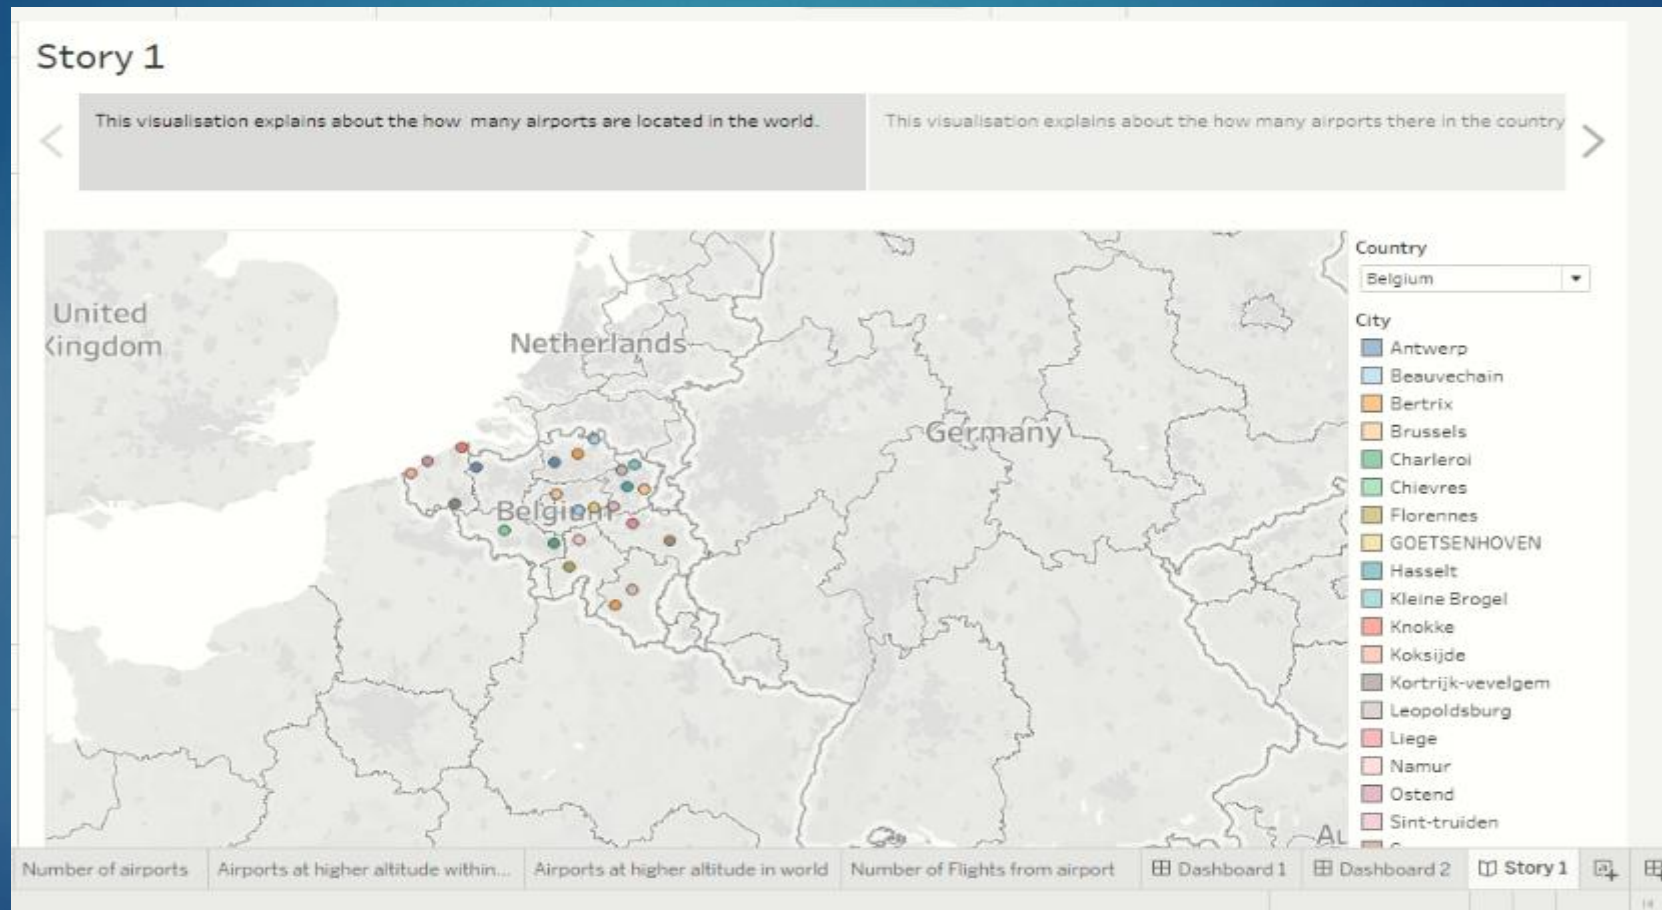 Story 1
This visualisation explains about the how many airports are located in the world.
This visualisation explains about the how many airports there in the country
Country
Belgium
City
Antwerp
Beauvechain
Bertrix
Brussels
Charleroi
Chievres
Florennes
GOETSENHOVEN
Hasselt
Kleine Brogel
Knokke
Koksijde
Kortrijk-vevelgem
Leopoldsburg
Liege
Namur
Ostend
Sint-truiden
United
Kingdom
Netherlands
Germany
Belgium
Number of airports
Airports at higher altitude within...
Airports at higher altitude in world
Number of Flights from airport
Dashboard 1
Dashboard 2
Story 1